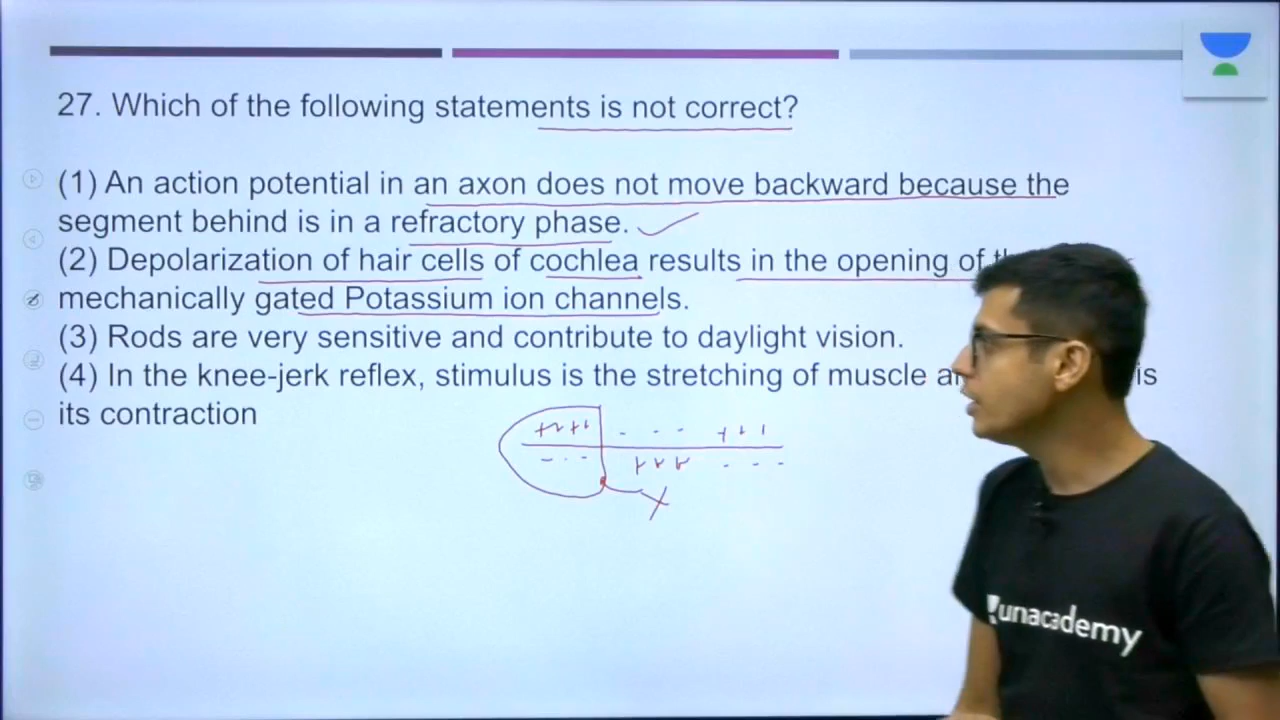 27. Which of the following statements is not correct?
(1) An action potential in an axon does not move backward because the
segment behind is in a refractory phase.
(2) Depolarization of hair cells of cochlea results in the opening of
mechanically gated Potassium ion channels.
(3) Rods are very sensitive and contribute to daylight vision.
(4) In the knee-jerk reflex, stimulus is the stretching of muscle is
its contraction
++++ - - - +++
- - - +++ - - -
X
unacademy